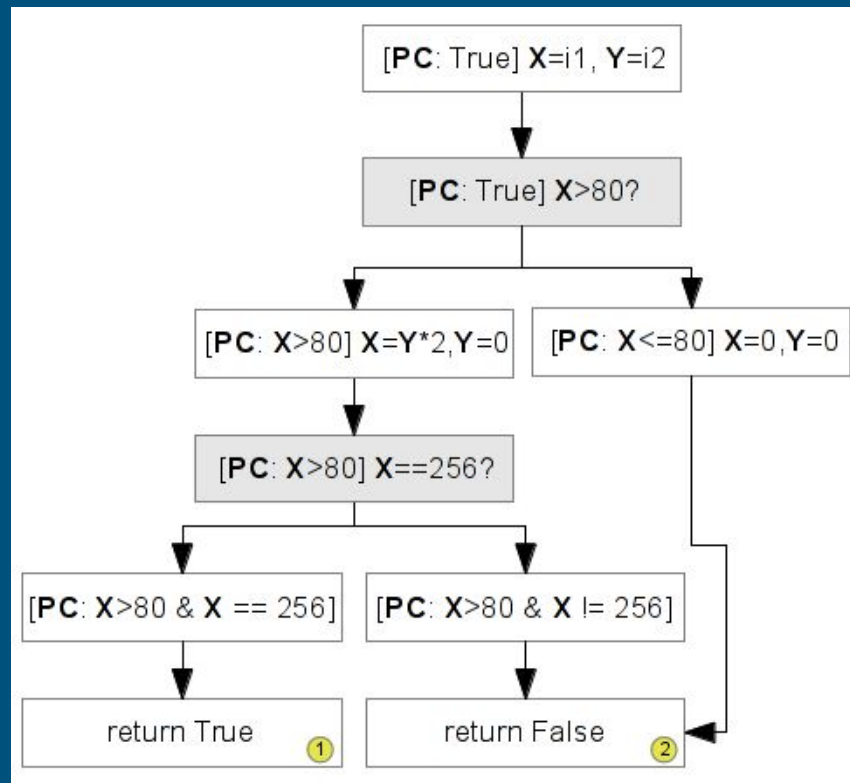 [PC: True] X=i1, Y=i2
[PC: True] X>80?
[PC: X>80] X=Y*2,Y=0
[PC: X<=80] X=0,Y=0
[PC: X>80] X==256?
[PC: X>80 & X == 256]
[PC: X>80 & X != 256]
return True
1
return False
2